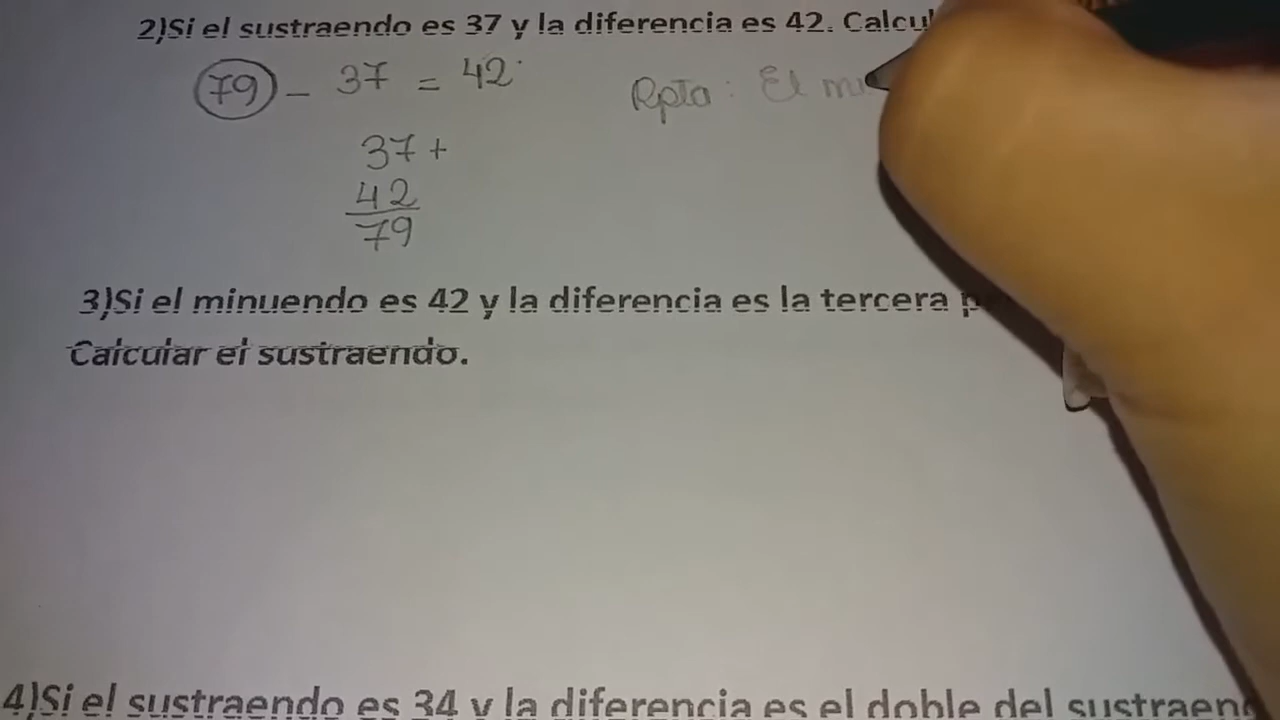 2)Si el sustraendo es 37 y la diferencia es 42.
79 - 37 = 42
Rpta : El
37 +
42
79
3)Si el minuendo es 42 y la diferencia es la tercera
Calcular el sustraendo.
4)Si el sustraendo es 34 y la diferencia es el doble del